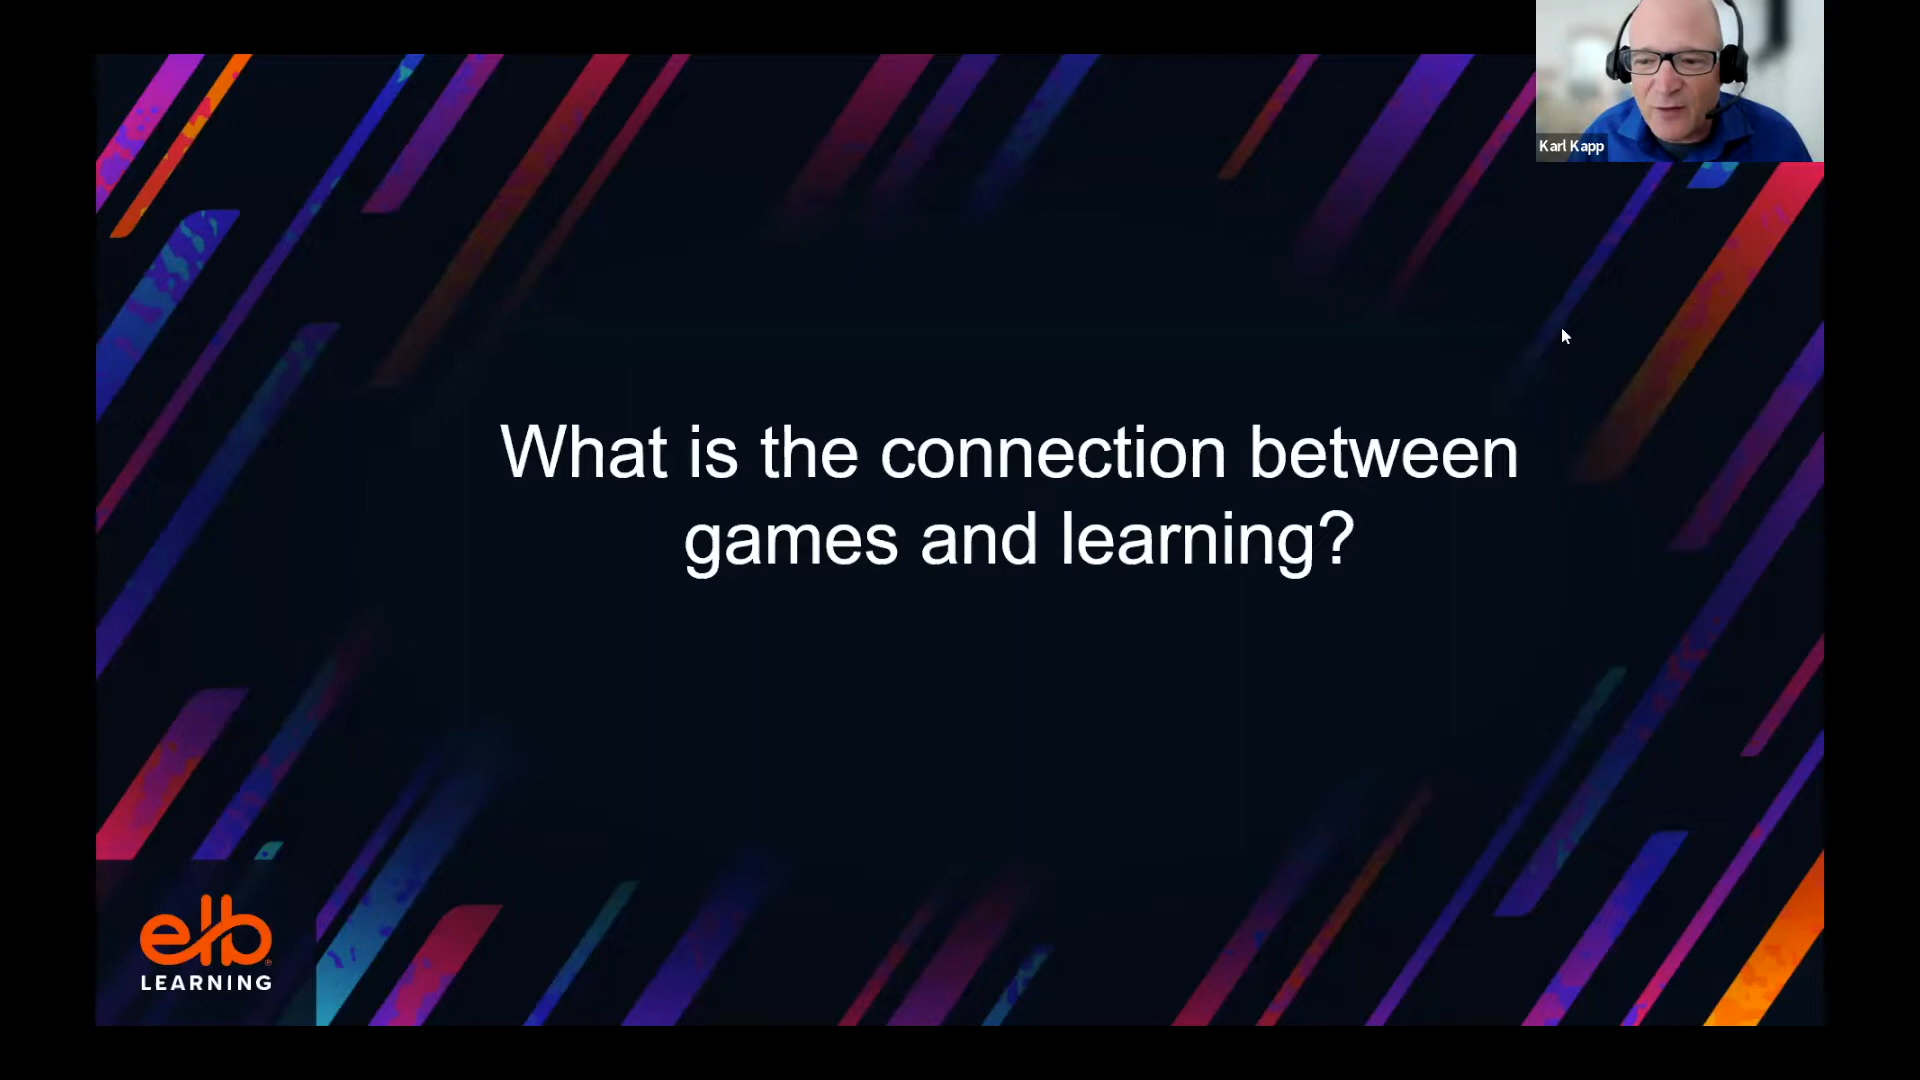 Karl Kapp
What is the connection between
games and learning?
elb
LEARNING